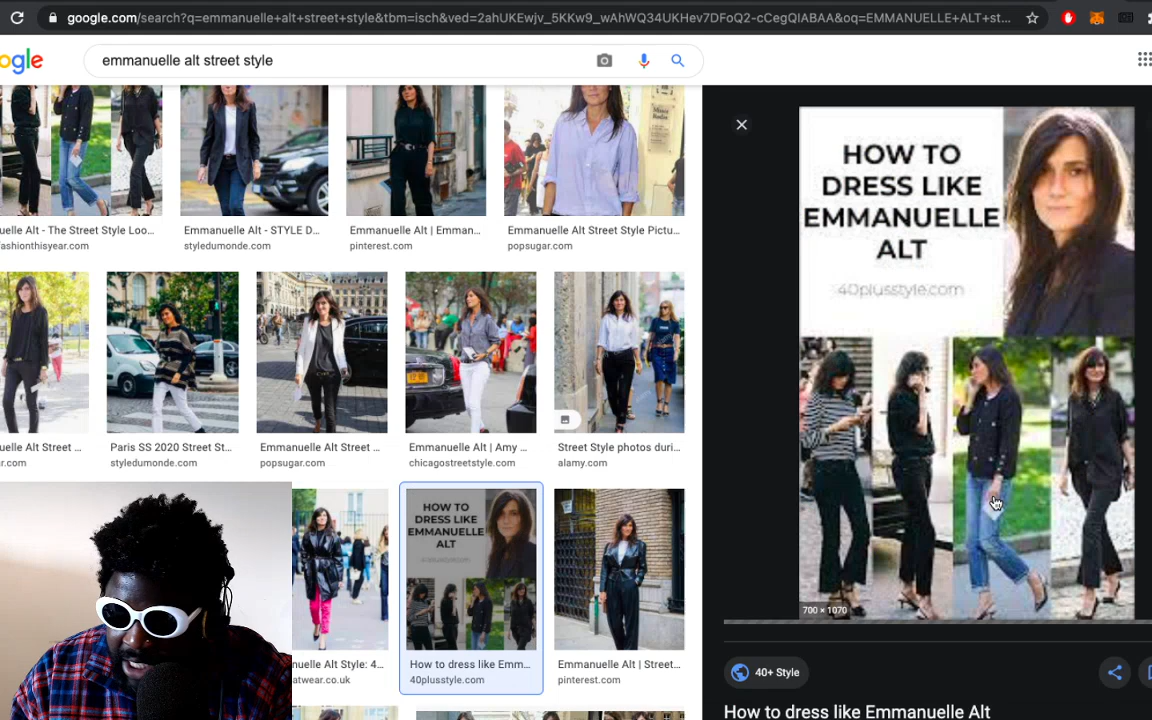 google.com/search?q=emmanuelle+alt+street+style&tbm=isch&ved=2ahUKEwjv_5KKw9_wAhWQ34UKHev7DFoQ2-cCegQIABAA&oq=EMMANUELLE+ALT+st...
ogle
emmanuelle alt street style
uelle Alt - The Street Style Loo...
fashionthisyear.com
Emmanuelle Alt - STYLE D...
styledumonde.com
Emmanuelle Alt | Emman...
pinterest.com
Emmanuelle Alt Street Style Pictu...
popsugar.com
uelle Alt Street ...
r.com
Paris SS 2020 Street St...
styledumonde.com
Emmanuelle Alt Street ...
popsugar.com
Emmanuelle Alt | Amy ...
chicagostreetstyle.com
Street Style photos duri...
alamy.com
uelle Alt Style: 4...
atwear.co.uk
HOW TO
DRESS LIKE
EMMANUELLE
ALT
How to dress like Emm...
40plusstyle.com
Emmanuelle Alt | Street...
pinterest.com
HOW TO
DRESS LIKE
EMMANUELLE
ALT
40plusstyle.com
700 × 1070
40+ Style
How to dress like Emmanuelle Alt